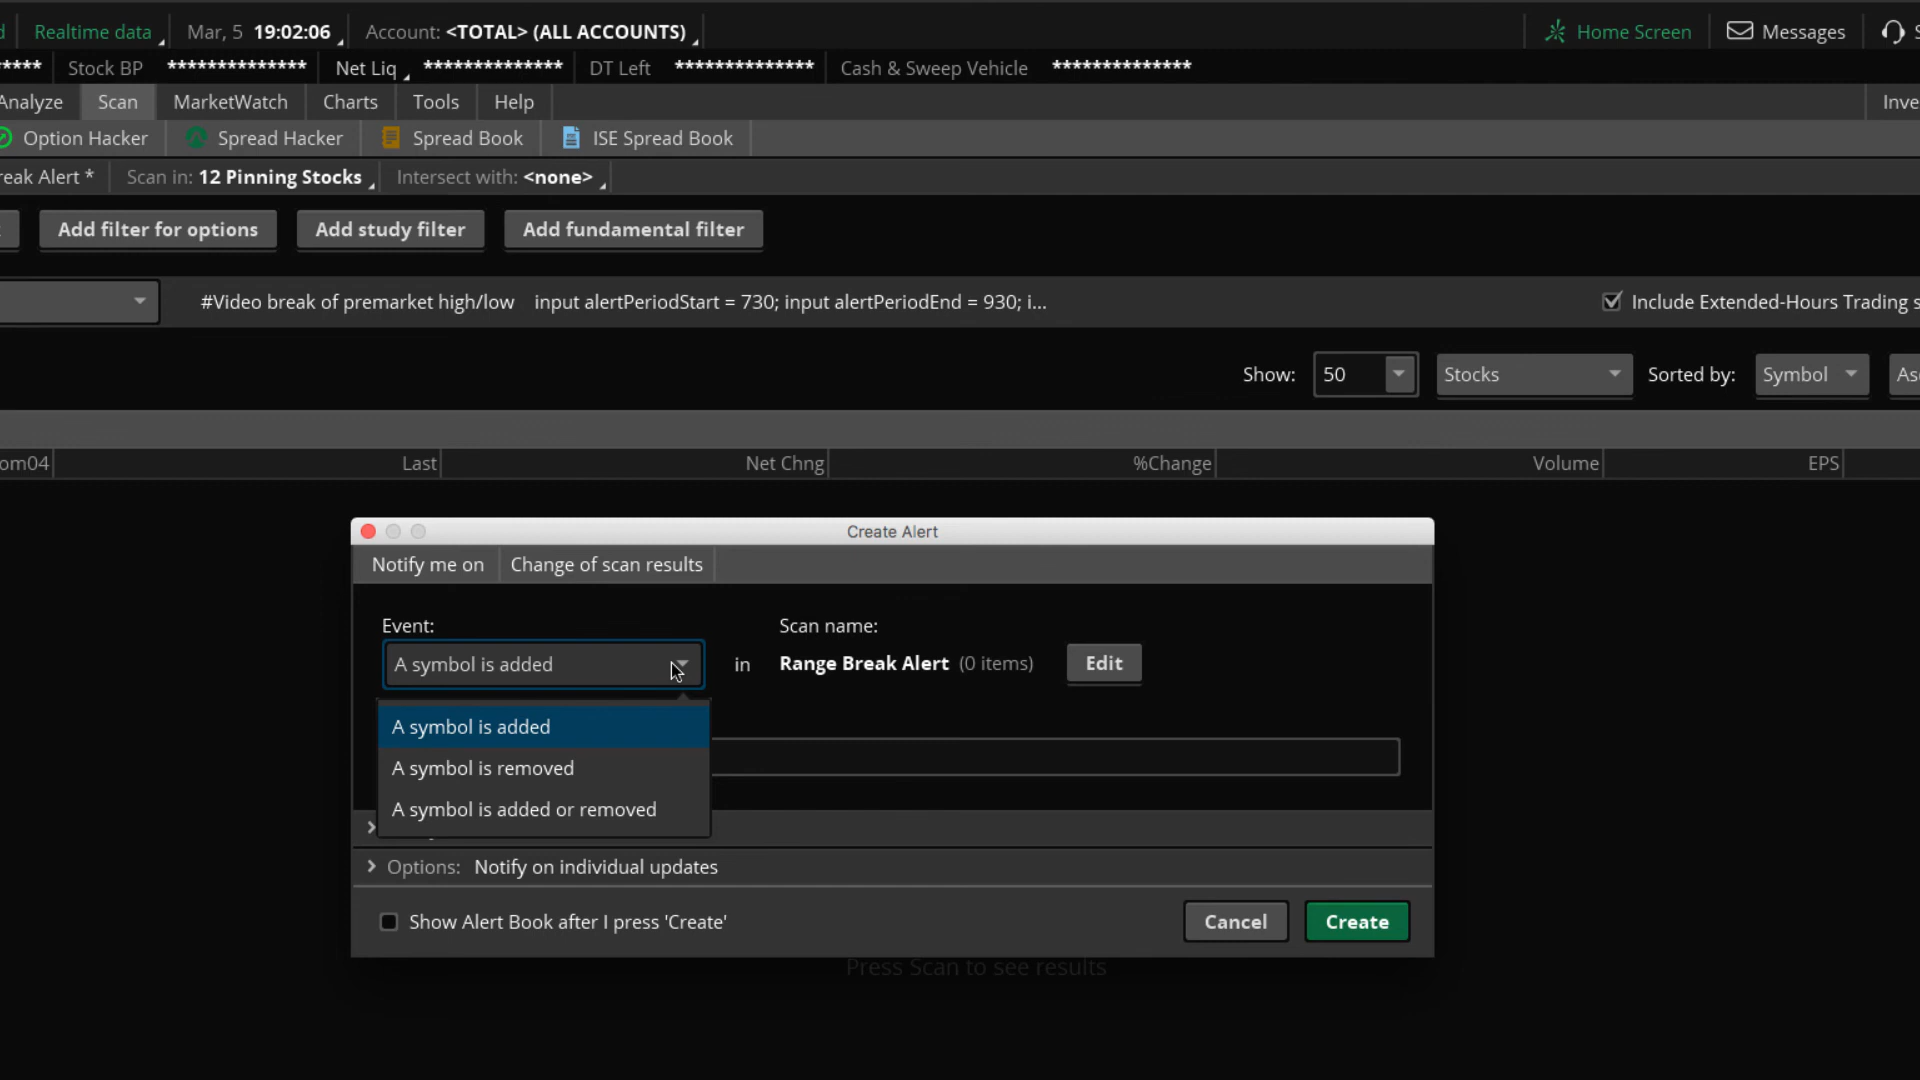 Realtime data Mar, 5 19:02:06 Account: <TOTAL> (ALL ACCOUNTS) Home Screen Messages
***** Stock BP ************** Net Liq ************** DT Left ************** Cash & Sweep Vehicle **************
Analyze Scan MarketWatch Charts Tools Help Inve
Option Hacker Spread Hacker Spread Book ISE Spread Book
reak Alert * Scan in: 12 Pinning Stocks Intersect with: <none>
Add filter for options Add study filter Add fundamental filter
#Video break of premarket high/low input alertPeriodStart = 730; input alertPeriodEnd = 930; i... Include Extended-Hours Trading s
Show: 50 Stocks Sorted by: Symbol As
om04 Last Net Chng %Change Volume EPS
Create Alert
Notify me on Change of scan results
Event: Scan name:
A symbol is added in Range Break Alert (0 items) Edit
A symbol is added
A symbol is removed
A symbol is added or removed
Options: Notify on individual updates
Show Alert Book after I press 'Create' Cancel Create
Press Scan to see results